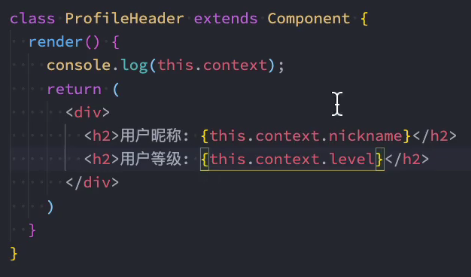 class ProfileHeader extends Component {
render() {
console.log(this.context);
return (
<div>
<h2>用户昵称: {this.context.nickname}</h2>
<h2>用户等级: {this.context.level}</h2>
</div>
)
}
}